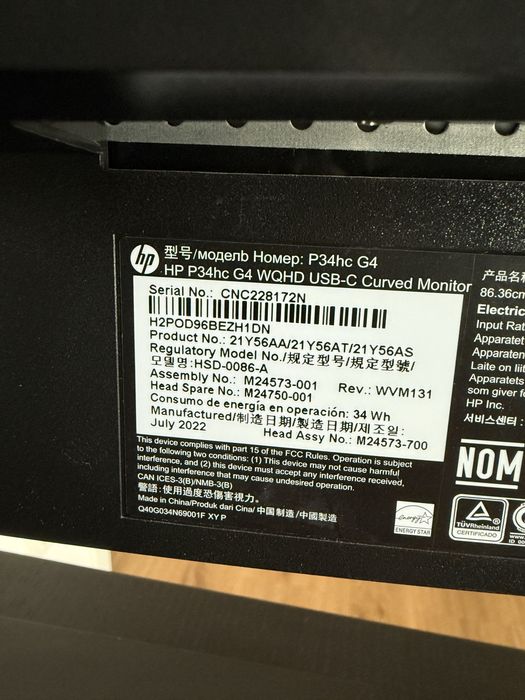 hp
型号/модель Номер: P34hc G4
HP P34hc G4 WQHD USB-C Curved Monitor
Serial No.: CNC228172N
H2POD96BEZH1DN
Product No.: 21Y56AA/21Y56AT/21Y56AS
Regulatory Model No./规定型号/規定型號/
모델명:HSD-0086-A
Assembly No.: M24573-001 Rev.: WVM131
Head Spare No.: M24750-001
Consumo de energía en operación: 34 Wh
Manufactured/制造日期/製造日期/제조일:
July 2022 Head Assy No.: M24573-700
This device complies with part 15 of the FCC Rules. Operation is subject
to the following two conditions: (1) This device may not cause harmful
interference, and (2) this device must accept any interference received,
including interference that may cause undesired operation.
CAN ICES-3(B)/NMB-3(B)
警語: 使用過度恐傷害視力。
Made in China/Produk dari Cina/ 中国制造/中國製造
Q40G034N69001F XY P
energy
ENERGY STAR
产品名
86.36cm
Electric
Input Rat
Apparatet
Apparaten
Laite on liit
Apparatets
som giver f
HP Inc.
서비스센터 :
NOM
TÜVRheinland
CERTIFICADO
www
ID 00